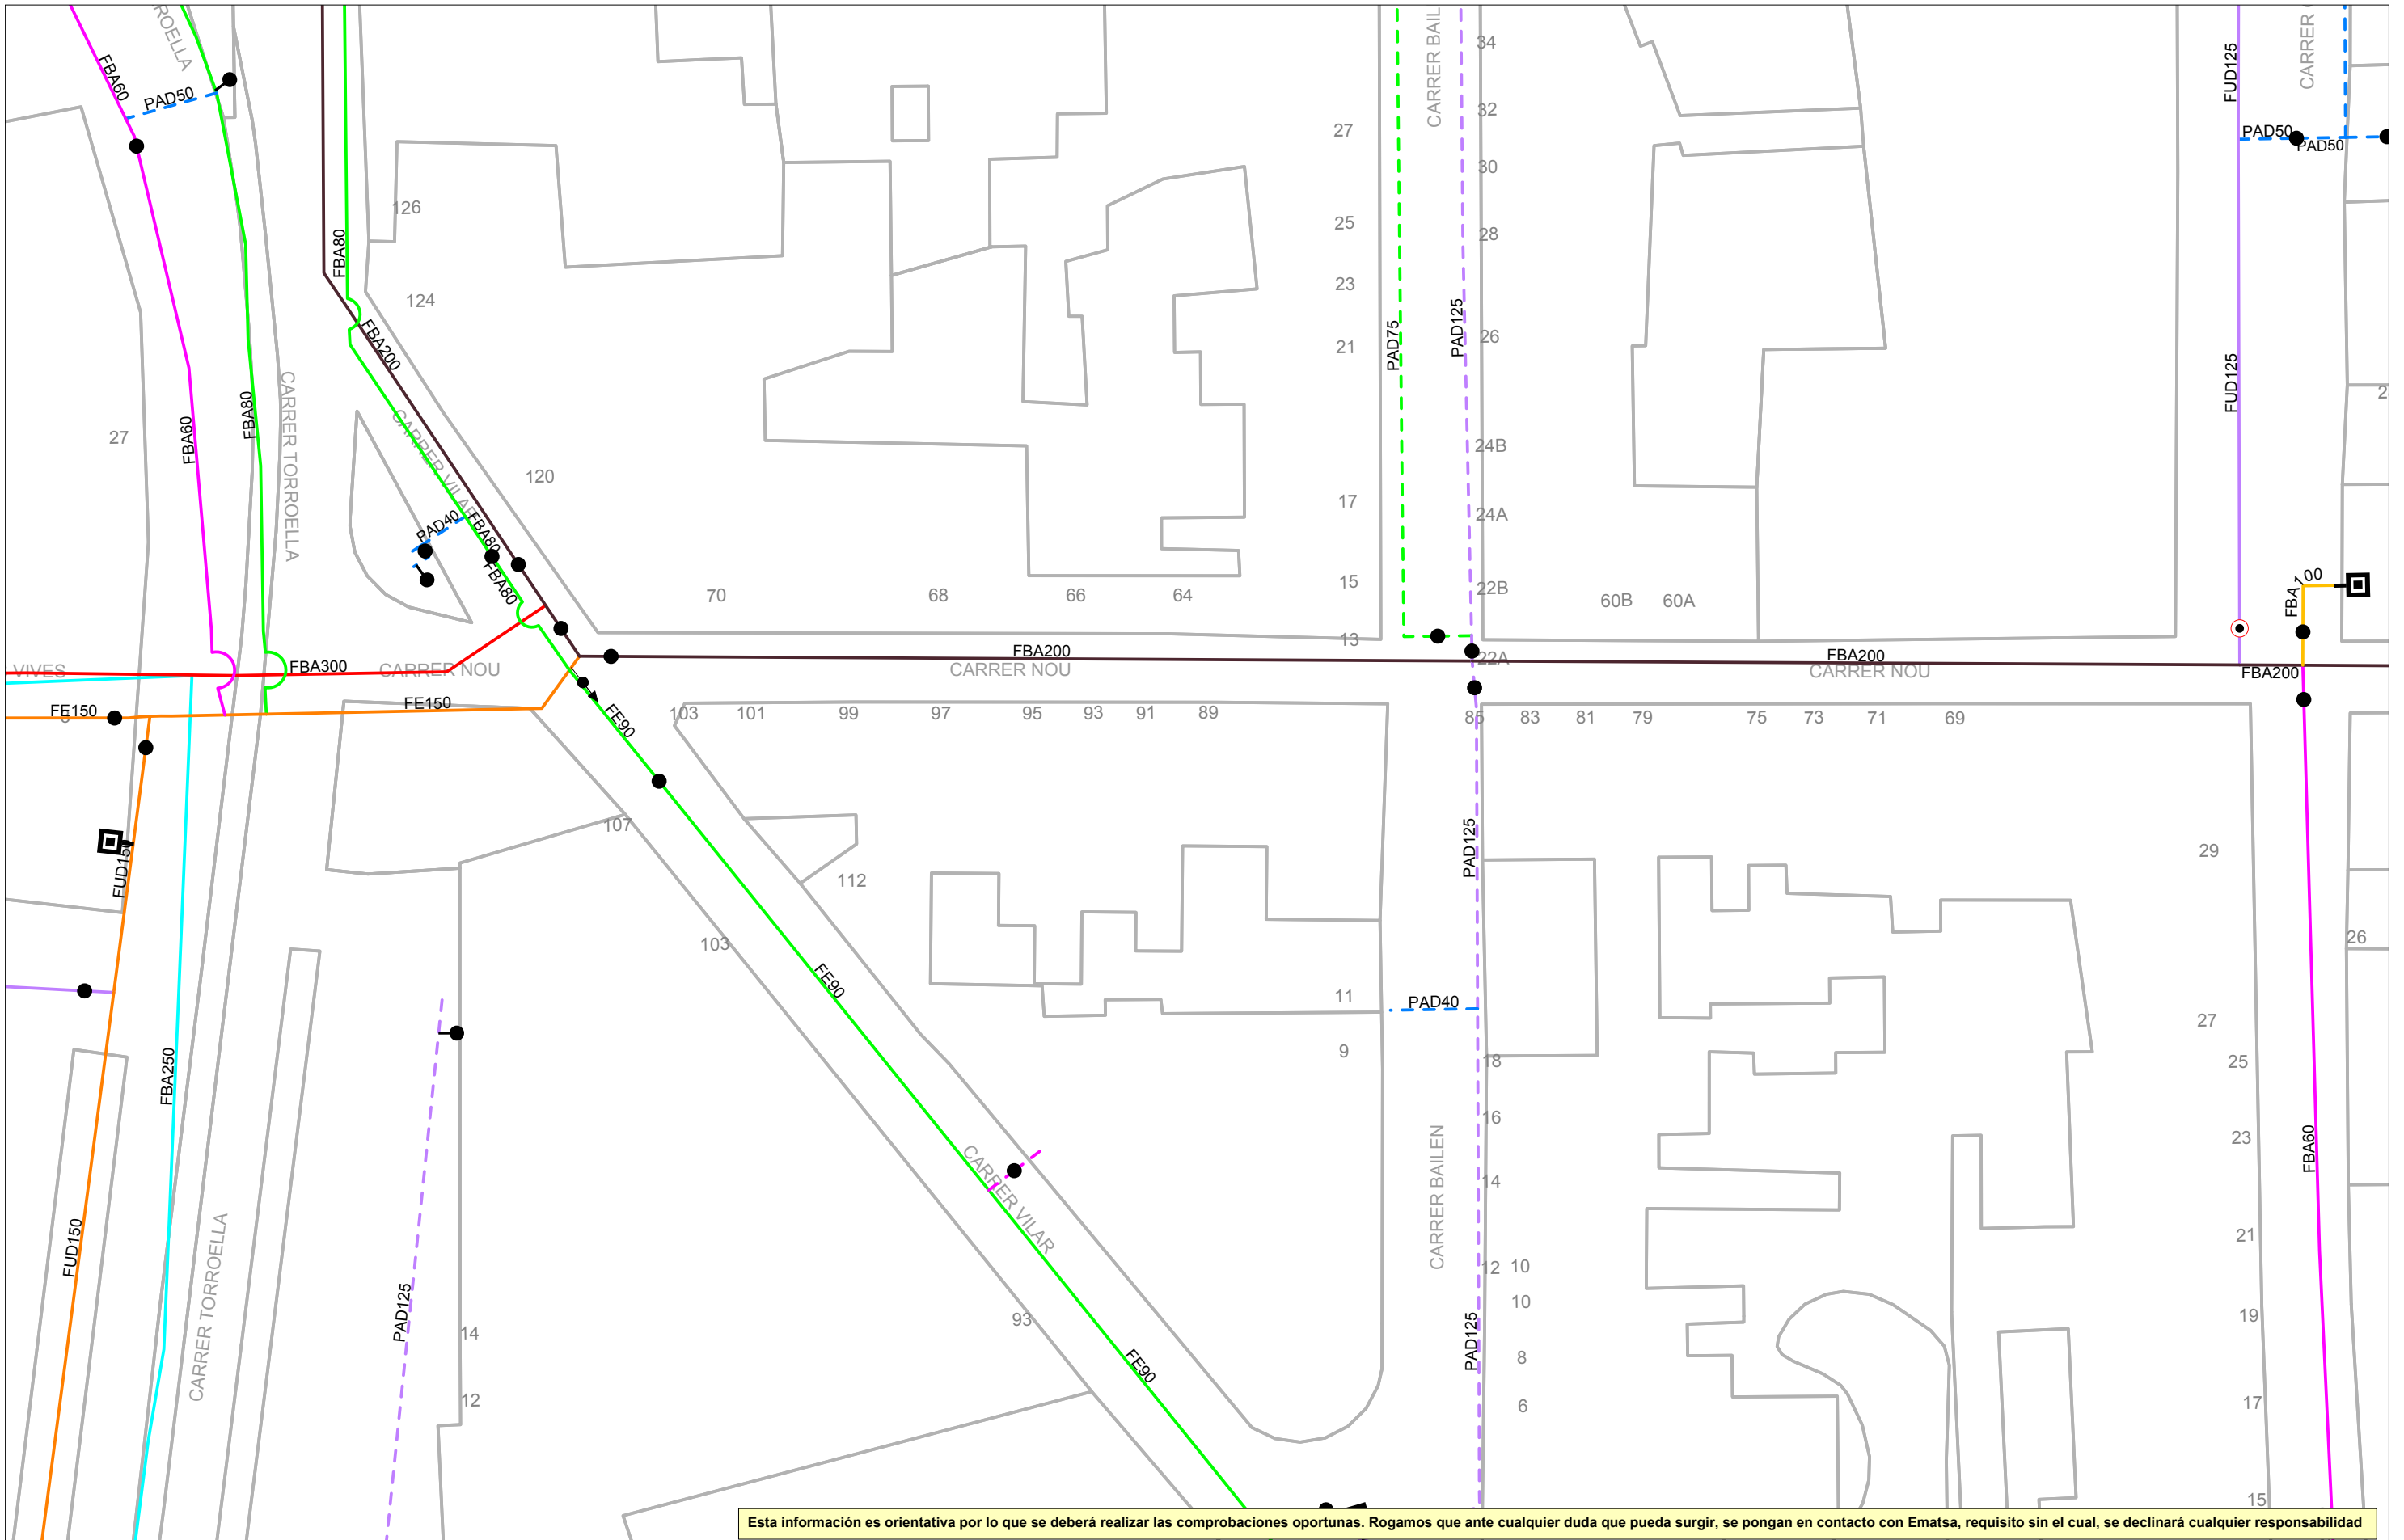 FBA60
PAD50
CARRER BAIL
34
FUD125
32
27
PAD50
PAD50
30
126
25
28
FBA80
124
23
FBA200
PAD75
PAD125
26
21
FUD125
27
FBA60
FBA80
CARRER TORROELLA
CARRER VILAR
120
24B
17
24A
PAD40
FBA80
FBA80
70
68
66
64
15
22B
60B
60A
FBA100
13
VIVES
FBA300
CARRER NOU
FBA200
CARRER NOU
22A
FBA200
CARRER NOU
FBA200
FE150
FE150
FE90
103
101
99
97
95
93
91
89
85
83
81
79
75
73
71
69
107
FUD150
112
PAD125
29
103
FE90
11
PAD40
26
27
9
18
25
FBA250
16
CARRER VILAR
CARRER BAILEN
FBA60
23
14
FUD150
CARRER TORROELLA
21
12
10
PAD125
14
93
10
19
FE90
PAD125
8
12
6
17
15
Esta información es orientativa por lo que se deberá realizar las comprobaciones oportunas. Rogamos que ante cualquier duda que pueda surgir, se pongan en contacto con Ematsa, requisito sin el cual, se declinará cualquier responsabilidad